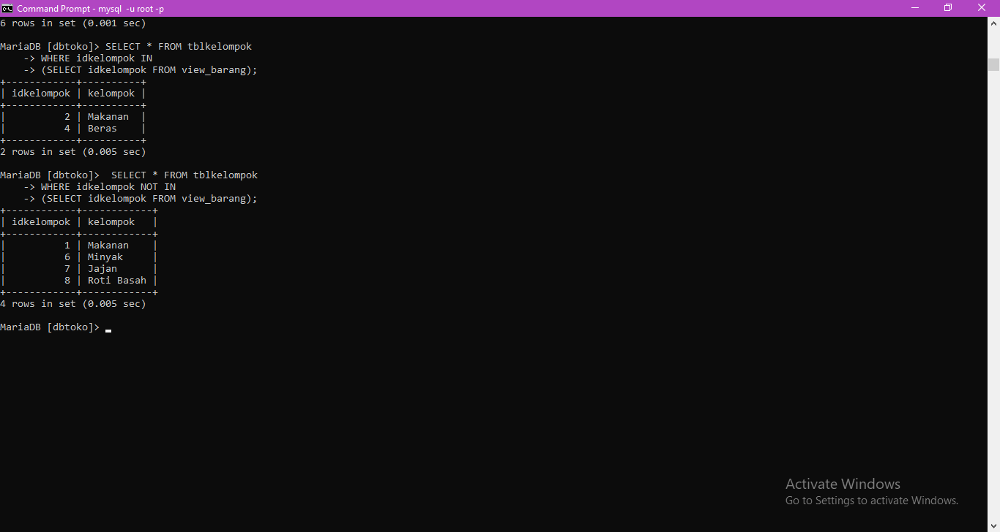 Command Prompt - mysql  -u root -p
6 rows in set (0.001 sec)

MariaDB [dbtoko]> SELECT * FROM tblkelompok
    -> WHERE idkelompok IN
    -> (SELECT idkelompok FROM view_barang);
+------------+----------+
| idkelompok | kelompok |
+------------+----------+
|          2 | Makanan  |
|          4 | Beras    |
+------------+----------+
2 rows in set (0.005 sec)

MariaDB [dbtoko]>  SELECT * FROM tblkelompok
    -> WHERE idkelompok NOT IN
    -> (SELECT idkelompok FROM view_barang);
+------------+------------+
| idkelompok | kelompok   |
+------------+------------+
|          1 | Makanan    |
|          6 | Minyak     |
|          7 | Jajan      |
|          8 | Roti Basah |
+------------+------------+
4 rows in set (0.005 sec)

MariaDB [dbtoko]>
Activate Windows
Go to Settings to activate Windows.